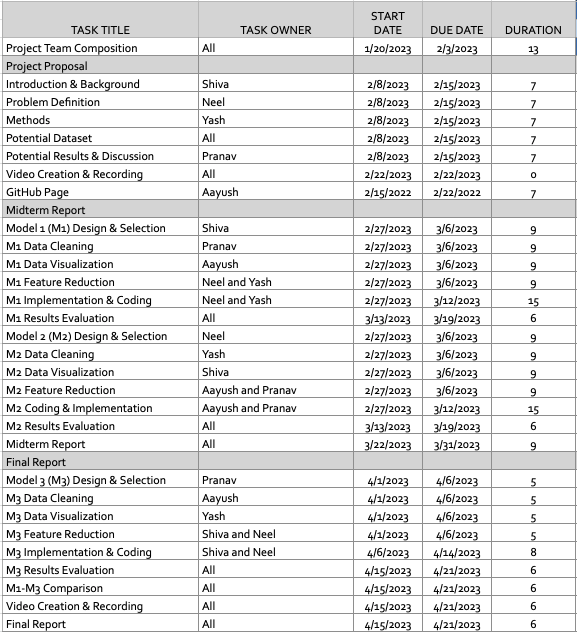 TASK TITLE TASK OWNER START DATE DUE DATE DURATION
Project Team Composition All 1/20/2023 2/3/2023 13
Project Proposal
Introduction & Background Shiva 2/8/2023 2/15/2023 7
Problem Definition Neel 2/8/2023 2/15/2023 7
Methods Yash 2/8/2023 2/15/2023 7
Potential Dataset All 2/8/2023 2/15/2023 7
Potential Results & Discussion Pranav 2/8/2023 2/15/2023 7
Video Creation & Recording All 2/22/2023 2/22/2023 0
GitHub Page Aayush 2/15/2022 2/22/2022 7
Midterm Report
Model 1 (M1) Design & Selection Shiva 2/27/2023 3/6/2023 9
M1 Data Cleaning Pranav 2/27/2023 3/6/2023 9
M1 Data Visualization Aayush 2/27/2023 3/6/2023 9
M1 Feature Reduction Neel and Yash 2/27/2023 3/6/2023 9
M1 Implementation & Coding Neel and Yash 2/27/2023 3/12/2023 15
M1 Results Evaluation All 3/13/2023 3/19/2023 6
Model 2 (M2) Design & Selection Neel 2/27/2023 3/6/2023 9
M2 Data Cleaning Yash 2/27/2023 3/6/2023 9
M2 Data Visualization Shiva 2/27/2023 3/6/2023 9
M2 Feature Reduction Aayush and Pranav 2/27/2023 3/6/2023 9
M2 Coding & Implementation Aayush and Pranav 2/27/2023 3/12/2023 15
M2 Results Evaluation All 3/13/2023 3/19/2023 6
Midterm Report All 3/22/2023 3/31/2023 9
Final Report
Model 3 (M3) Design & Selection Pranav 4/1/2023 4/6/2023 5
M3 Data Cleaning Aayush 4/1/2023 4/6/2023 5
M3 Data Visualization Yash 4/1/2023 4/6/2023 5
M3 Feature Reduction Shiva and Neel 4/1/2023 4/6/2023 5
M3 Implementation & Coding Shiva and Neel 4/6/2023 4/14/2023 8
M3 Results Evaluation All 4/15/2023 4/21/2023 6
M1-M3 Comparison All 4/15/2023 4/21/2023 6
Video Creation & Recording All 4/15/2023 4/21/2023 6
Final Report All 4/15/2023 4/21/2023 6